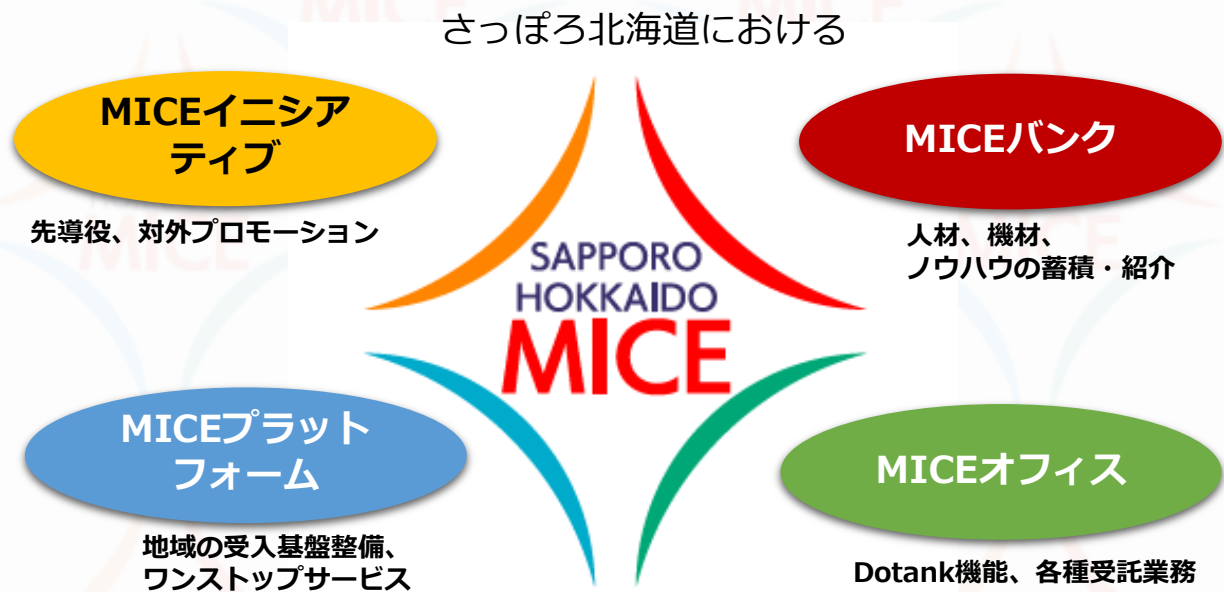 さっぽろ北海道における
MICEイニシア
ティブ
先導役、対外プロモーション
MICEバンク
人材、機材、
ノウハウの蓄積・紹介
SAPPORO
HOKKAIDO
MICE
MICEプラット
フォーム
地域の受入基盤整備、
ワンストップサービス
MICEオフィス
Dotank機能、各種受託業務
MICE
MICE
MICE
MICE